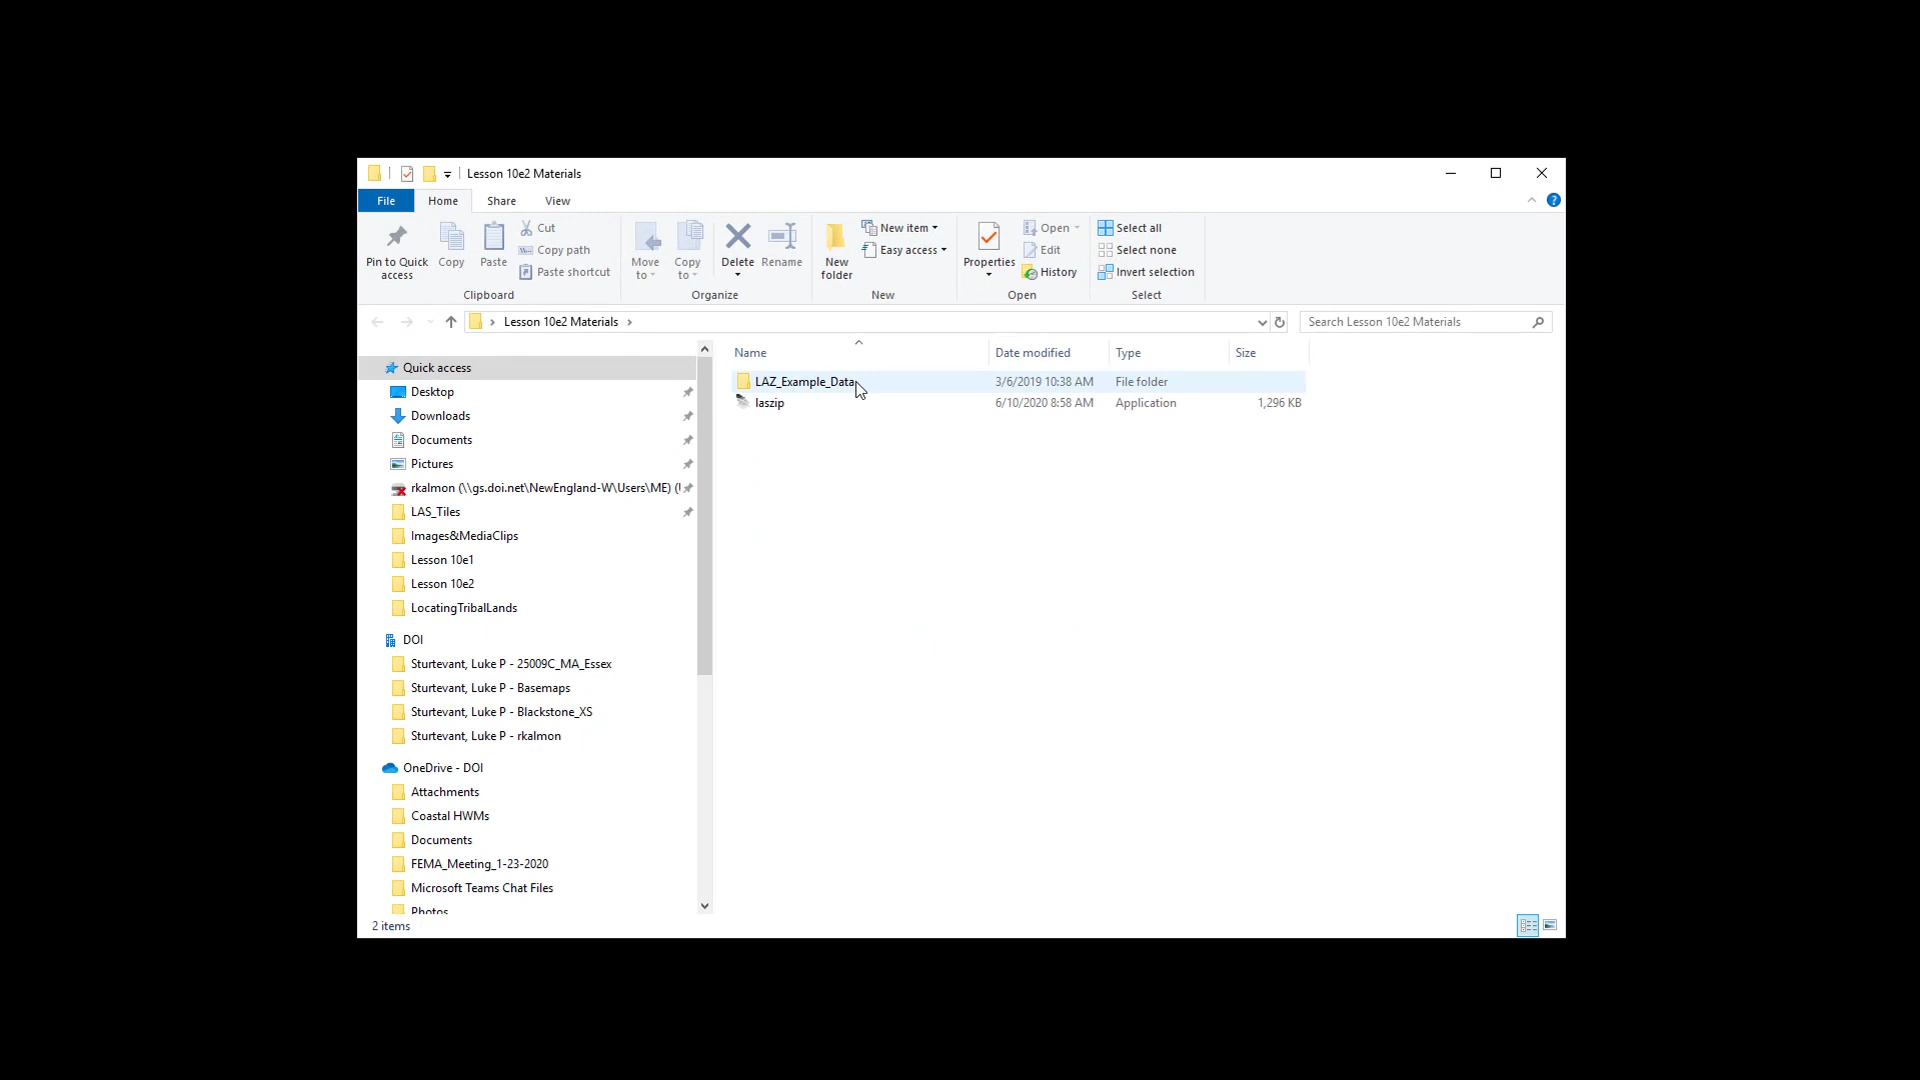 Lesson 10e2 Materials
File Home Share View
Pin to Quick access
Copy
Paste
Cut
Copy path
Paste shortcut
Clipboard
Move to
Copy to
Delete
Rename
Organize
New folder
New item
Easy access
New
Properties
Open
Edit
History
Open
Select all
Select none
Invert selection
Select
Lesson 10e2 Materials
Search Lesson 10e2 Materials
Quick access
Desktop
Downloads
Documents
Pictures
rkalmon (\\gs.doi.net\NewEngland-W\Users\ME) (
LAS_Tiles
Images&MediaClips
Lesson 10e1
Lesson 10e2
LocatingTribalLands
DOI
Sturtevant, Luke P - 25009C_MA_Essex
Sturtevant, Luke P - Basemaps
Sturtevant, Luke P - Blackstone_XS
Sturtevant, Luke P - rkalmon
OneDrive - DOI
Attachments
Coastal HWMs
Documents
FEMA_Meeting_1-23-2020
Microsoft Teams Chat Files
Photos
Name Date modified Type Size
LAZ_Example_Data 3/6/2019 10:38 AM File folder
laszip 6/10/2020 8:58 AM Application 1,296 KB
2 items